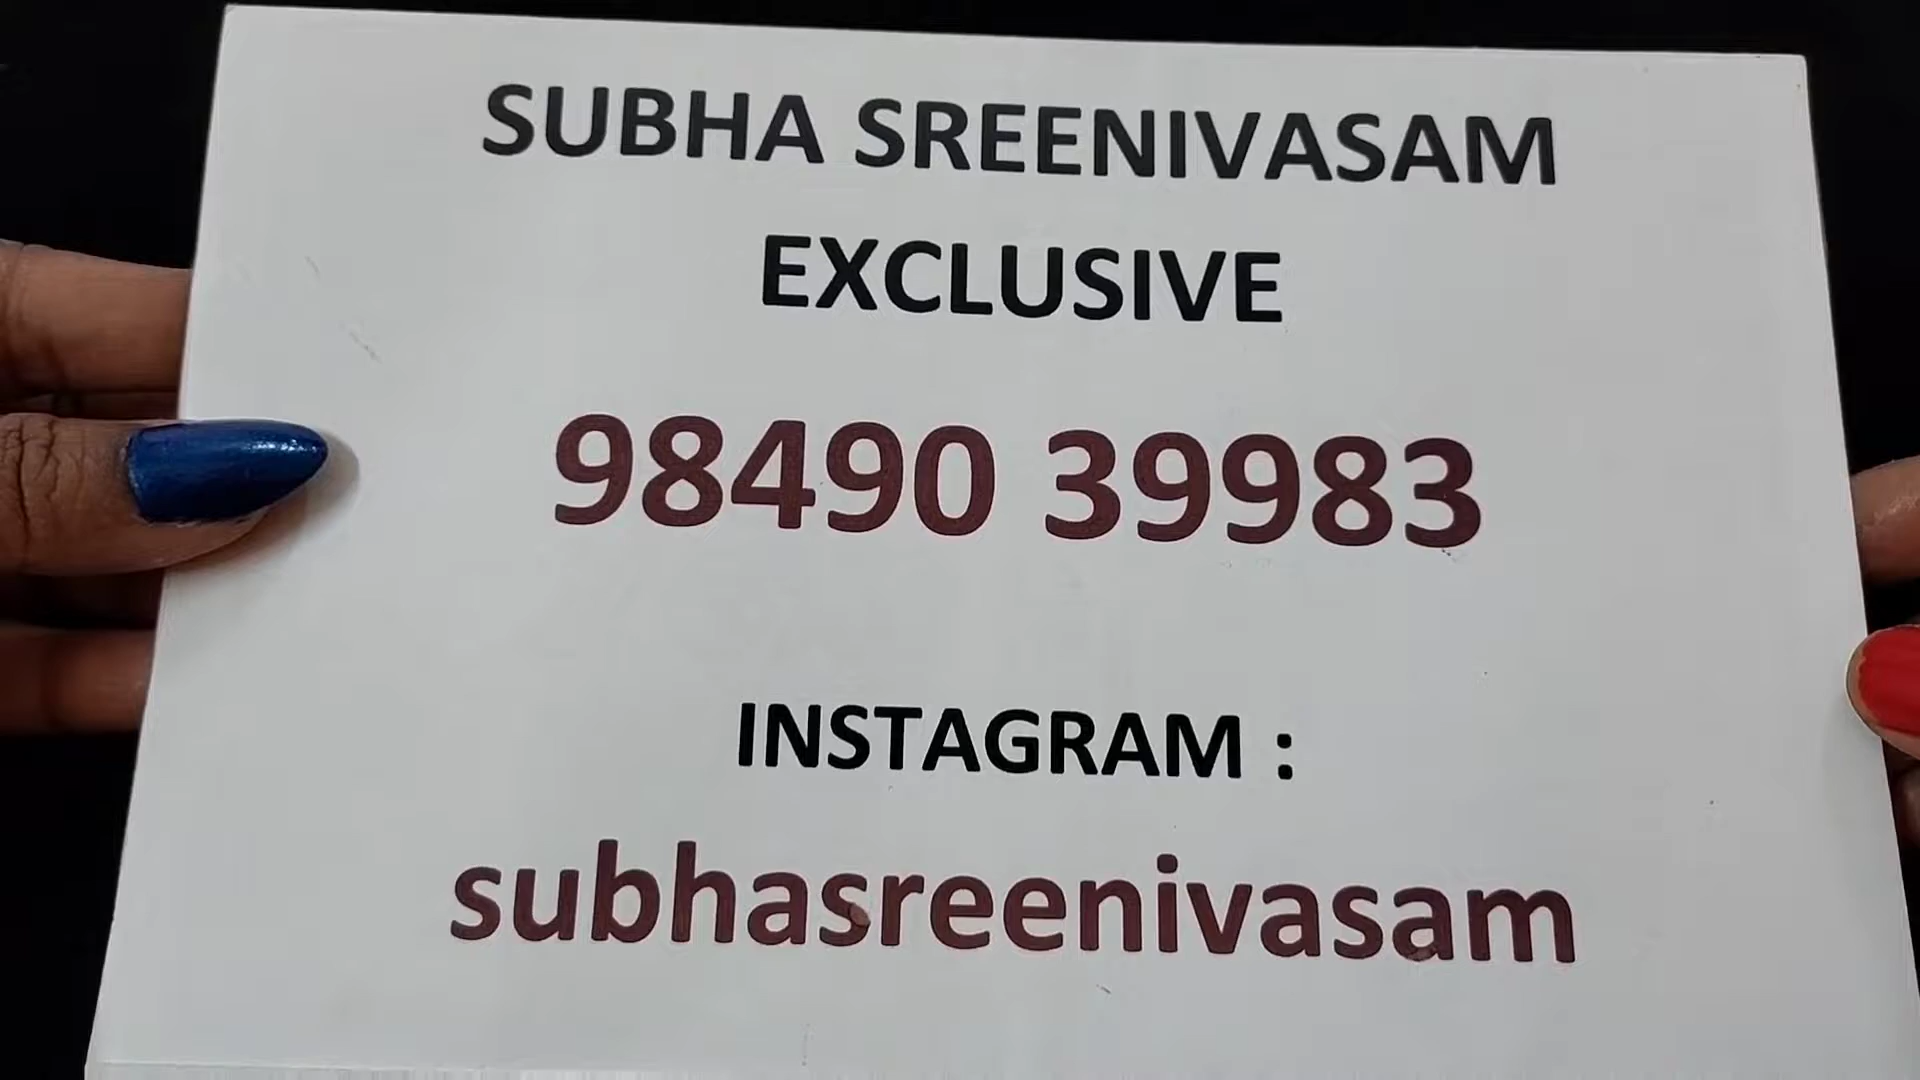 SUBHA SREENIVASAM
EXCLUSIVE
98490 39983
INSTAGRAM :
subhasreenivasam